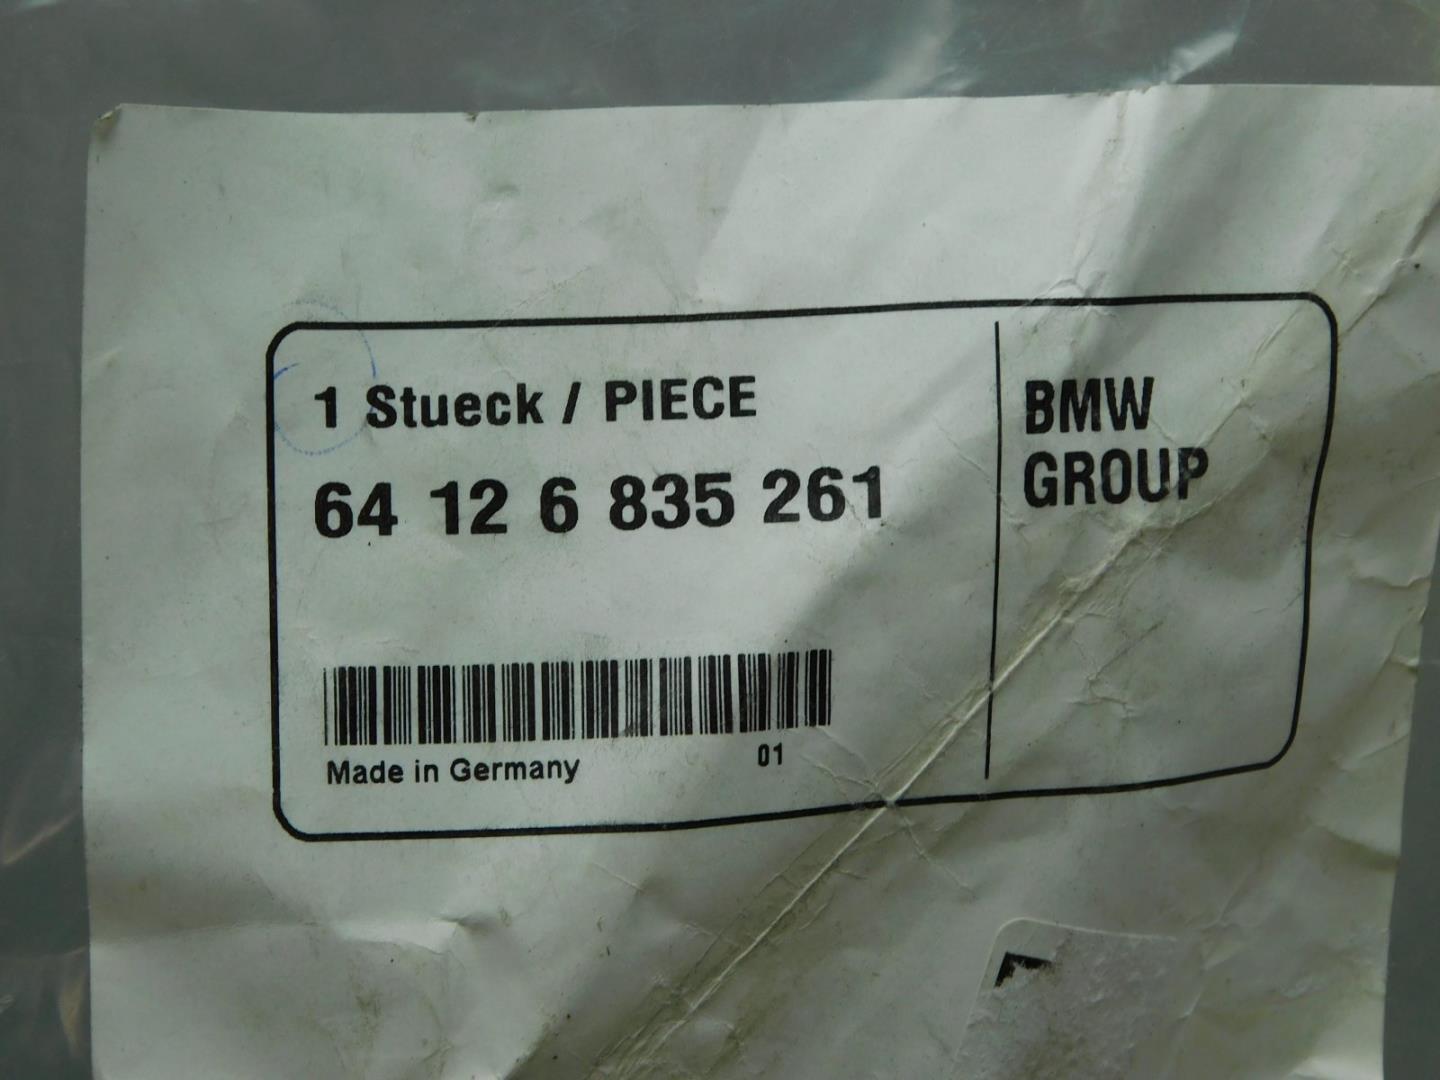 1 Stueck / PIECE
64 12 6 835 261
BMW
GROUP
Made in Germany
01